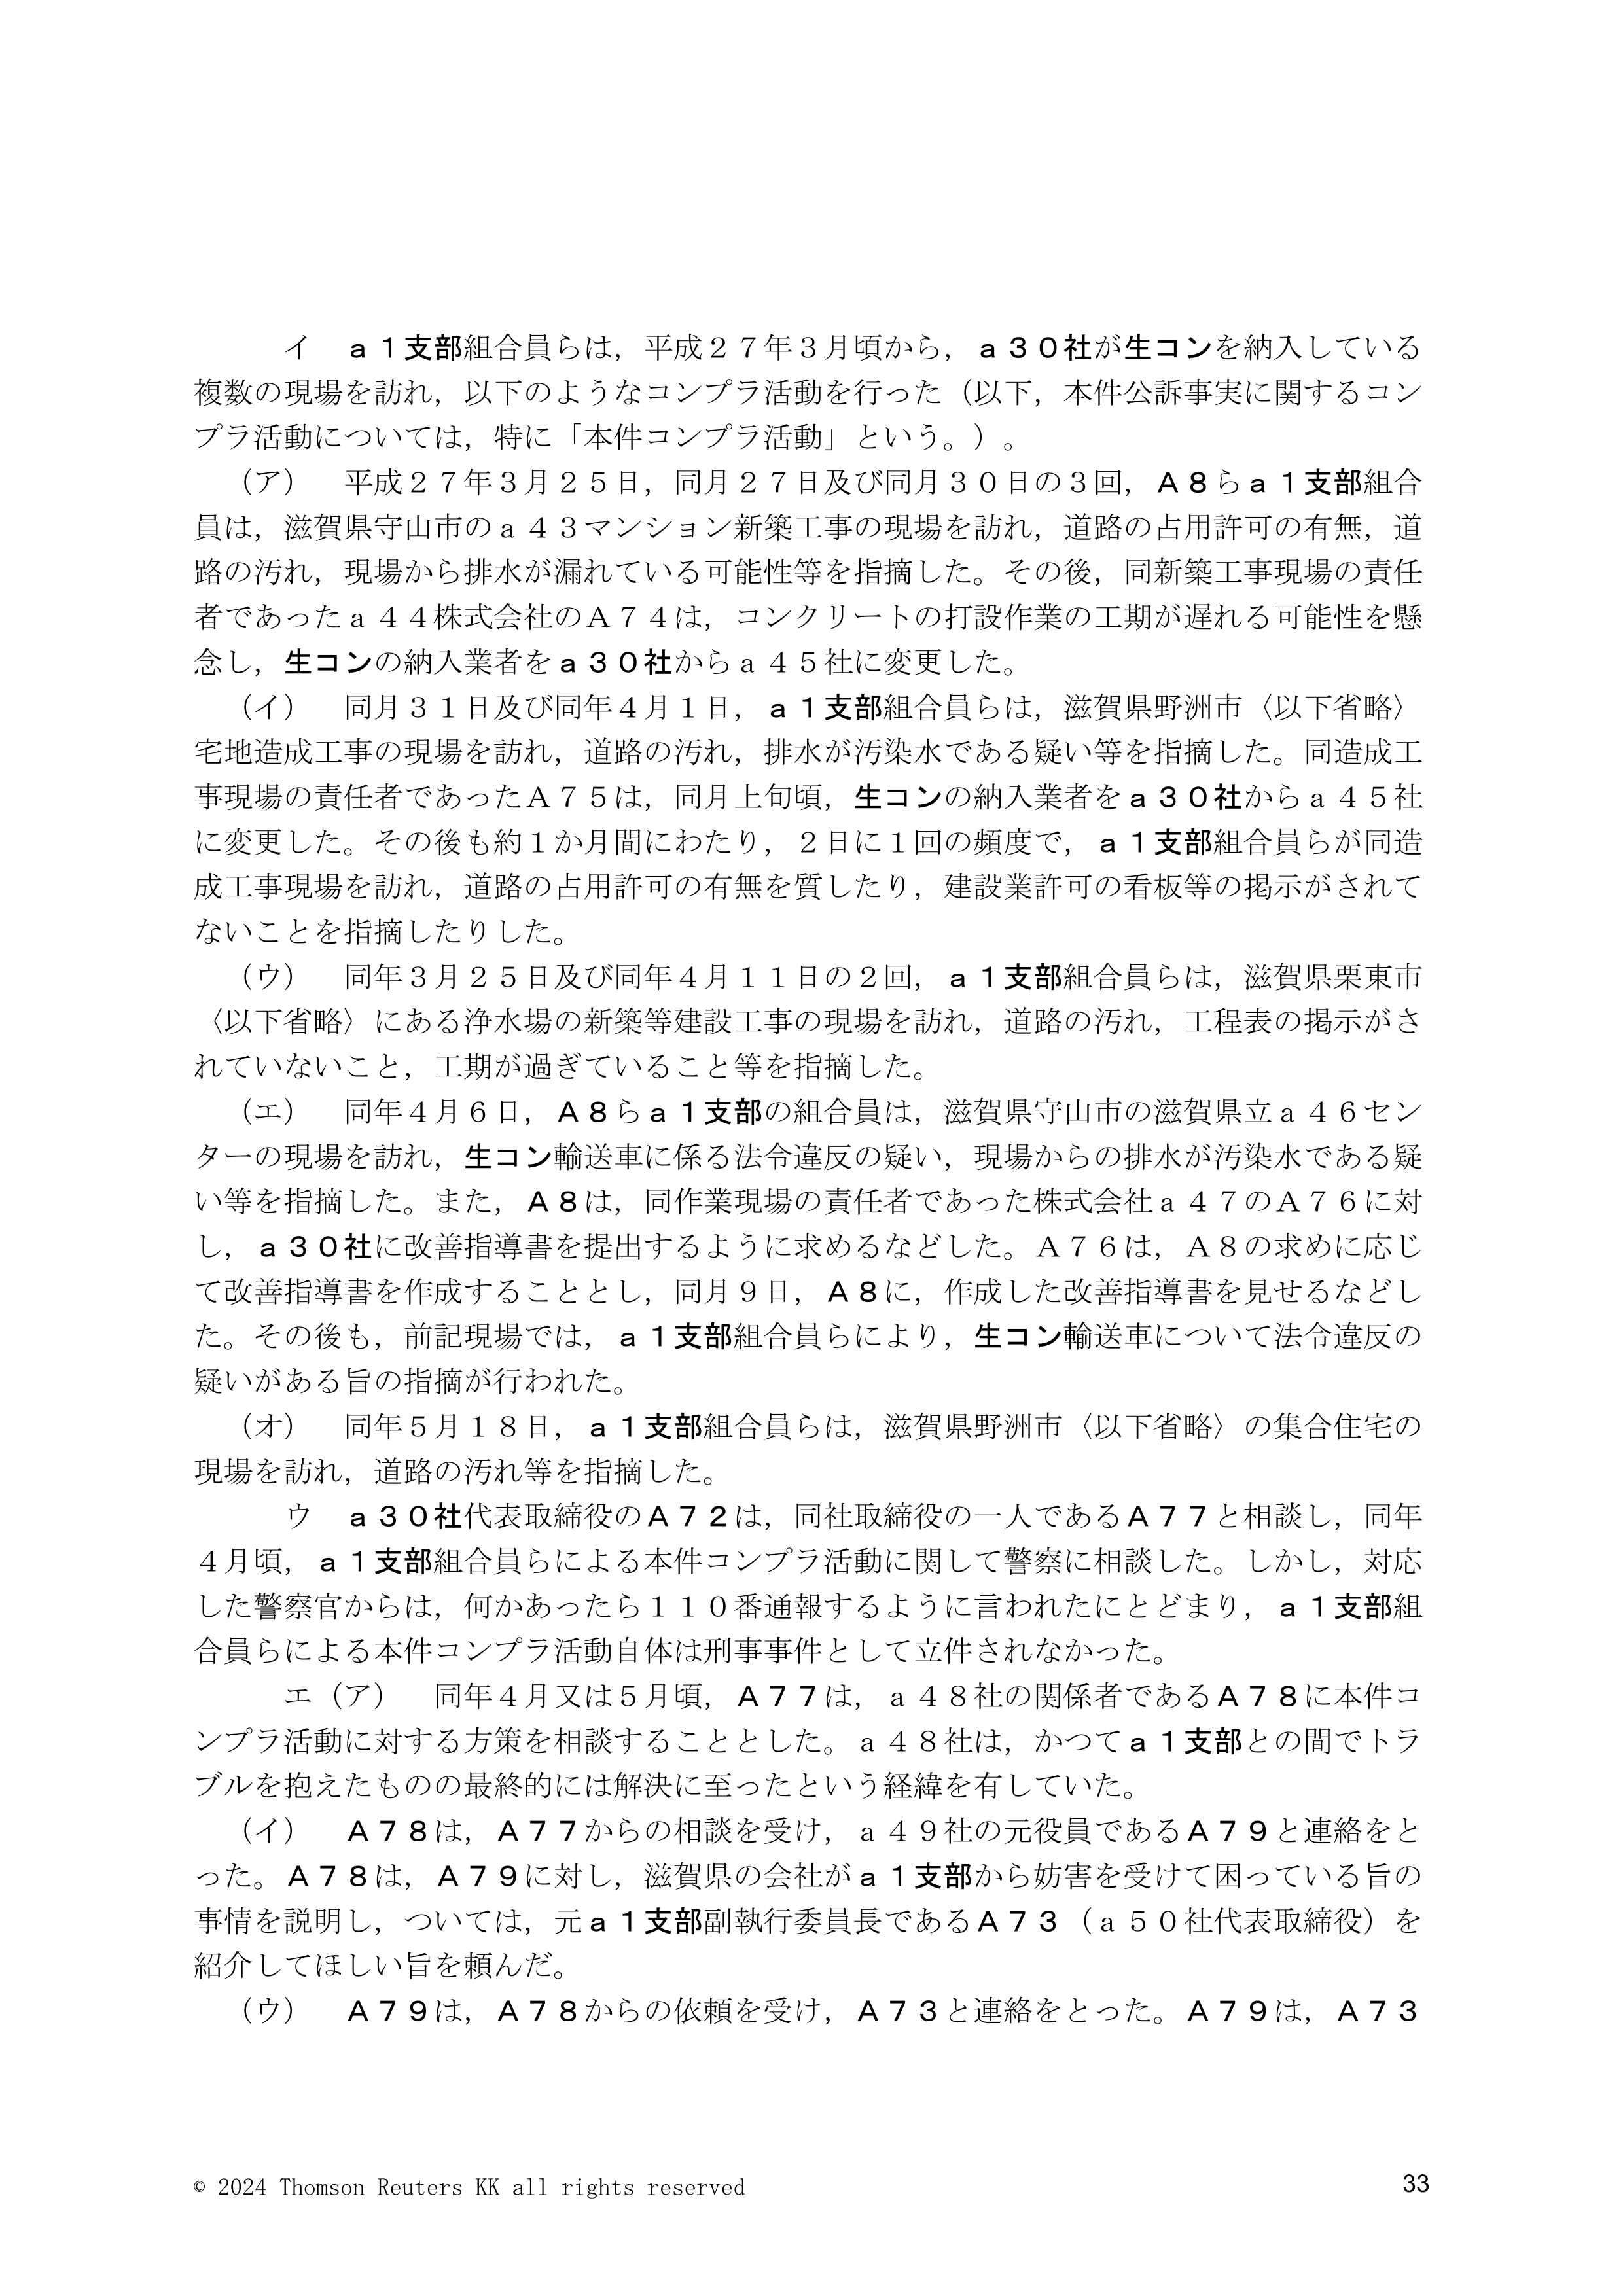 イ　ａ１支部組合員らは，平成２７年３月頃から，ａ３０社が生コンを納入している
複数の現場を訪れ，以下のようなコンプラ活動を行った（以下，本件公訴事実に関するコン
プラ活動については，特に「本件コンプラ活動」という。）。
（ア）　平成２７年３月２５日，同月２７日及び同月３０日の３回，Ａ８らａ１支部組合
員は，滋賀県守山市のａ４３マンション新築工事の現場を訪れ，道路の占用許可の有無，道
路の汚れ，現場から排水が漏れている可能性等を指摘した。その後，同新築工事現場の責任
者であったａ４４株式会社のＡ７４は，コンクリートの打設作業の工期が遅れる可能性を懸
念し，生コンの納入業者をａ３０社からａ４５社に変更した。
（イ）　同月３１日及び同年４月１日，ａ１支部組合員らは，滋賀県野洲市〈以下省略〉
宅地造成工事の現場を訪れ，道路の汚れ，排水が汚染水である疑い等を指摘した。同造成工
事現場の責任者であったＡ７５は，同月上旬頃，生コンの納入業者をａ３０社からａ４５社
に変更した。その後も約１か月間にわたり，２日に１回の頻度で，ａ１支部組合員らが同造
成工事現場を訪れ，道路の占用許可の有無を質したり，建設業許可の看板等の掲示がされて
ないことを指摘したりした。
（ウ）　同年３月２５日及び同年４月１１日の２回，ａ１支部組合員らは，滋賀県栗東市
〈以下省略〉にある浄水場の新築等建設工事の現場を訪れ，道路の汚れ，工程表の掲示がさ
れていないこと，工期が過ぎていること等を指摘した。
（エ）　同年４月６日，Ａ８らａ１支部の組合員は，滋賀県守山市の滋賀県立ａ４６セン
ターの現場を訪れ，生コン輸送車に係る法令違反の疑い，現場からの排水が汚染水である疑
い等を指摘した。また，Ａ８は，同作業現場の責任者であった株式会社ａ４７のＡ７６に対
し，ａ３０社に改善指導書を提出するように求めるなどした。Ａ７６は，Ａ８の求めに応じ
て改善指導書を作成することとし，同月９日，Ａ８に，作成した改善指導書を見せるなどし
た。その後も，前記現場では，ａ１支部組合員らにより，生コン輸送車について法令違反の
疑いがある旨の指摘が行われた。
（オ）　同年５月１８日，ａ１支部組合員らは，滋賀県野洲市〈以下省略〉の集合住宅の
現場を訪れ，道路の汚れ等を指摘した。
ウ　ａ３０社代表取締役のＡ７２は，同社取締役の一人であるＡ７７と相談し，同年
４月頃，ａ１支部組合員らによる本件コンプラ活動に関して警察に相談した。しかし，対応
した警察官からは，何かあったら１１０番通報するように言われたにとどまり，ａ１支部組
合員らによる本件コンプラ活動自体は刑事事件として立件されなかった。
エ（ア）　同年４月又は５月頃，Ａ７７は，ａ４８社の関係者であるＡ７８に本件コ
ンプラ活動に対する方策を相談することとした。ａ４８社は，かつてａ１支部との間でトラ
ブルを抱えたものの最終的には解決に至ったという経緯を有していた。
（イ）　Ａ７８は，Ａ７７からの相談を受け，ａ４９社の元役員であるＡ７９と連絡をと
った。Ａ７８は，Ａ７９に対し，滋賀県の会社がａ１支部から妨害を受けて困っている旨の
事情を説明し，ついては，元ａ１支部副執行委員長であるＡ７３（ａ５０社代表取締役）を
紹介してほしい旨を頼んだ。
（ウ）　Ａ７９は，Ａ７８からの依頼を受け，Ａ７３と連絡をとった。Ａ７９は，Ａ７３
© 2024 Thomson Reuters KK all rights reserved
33